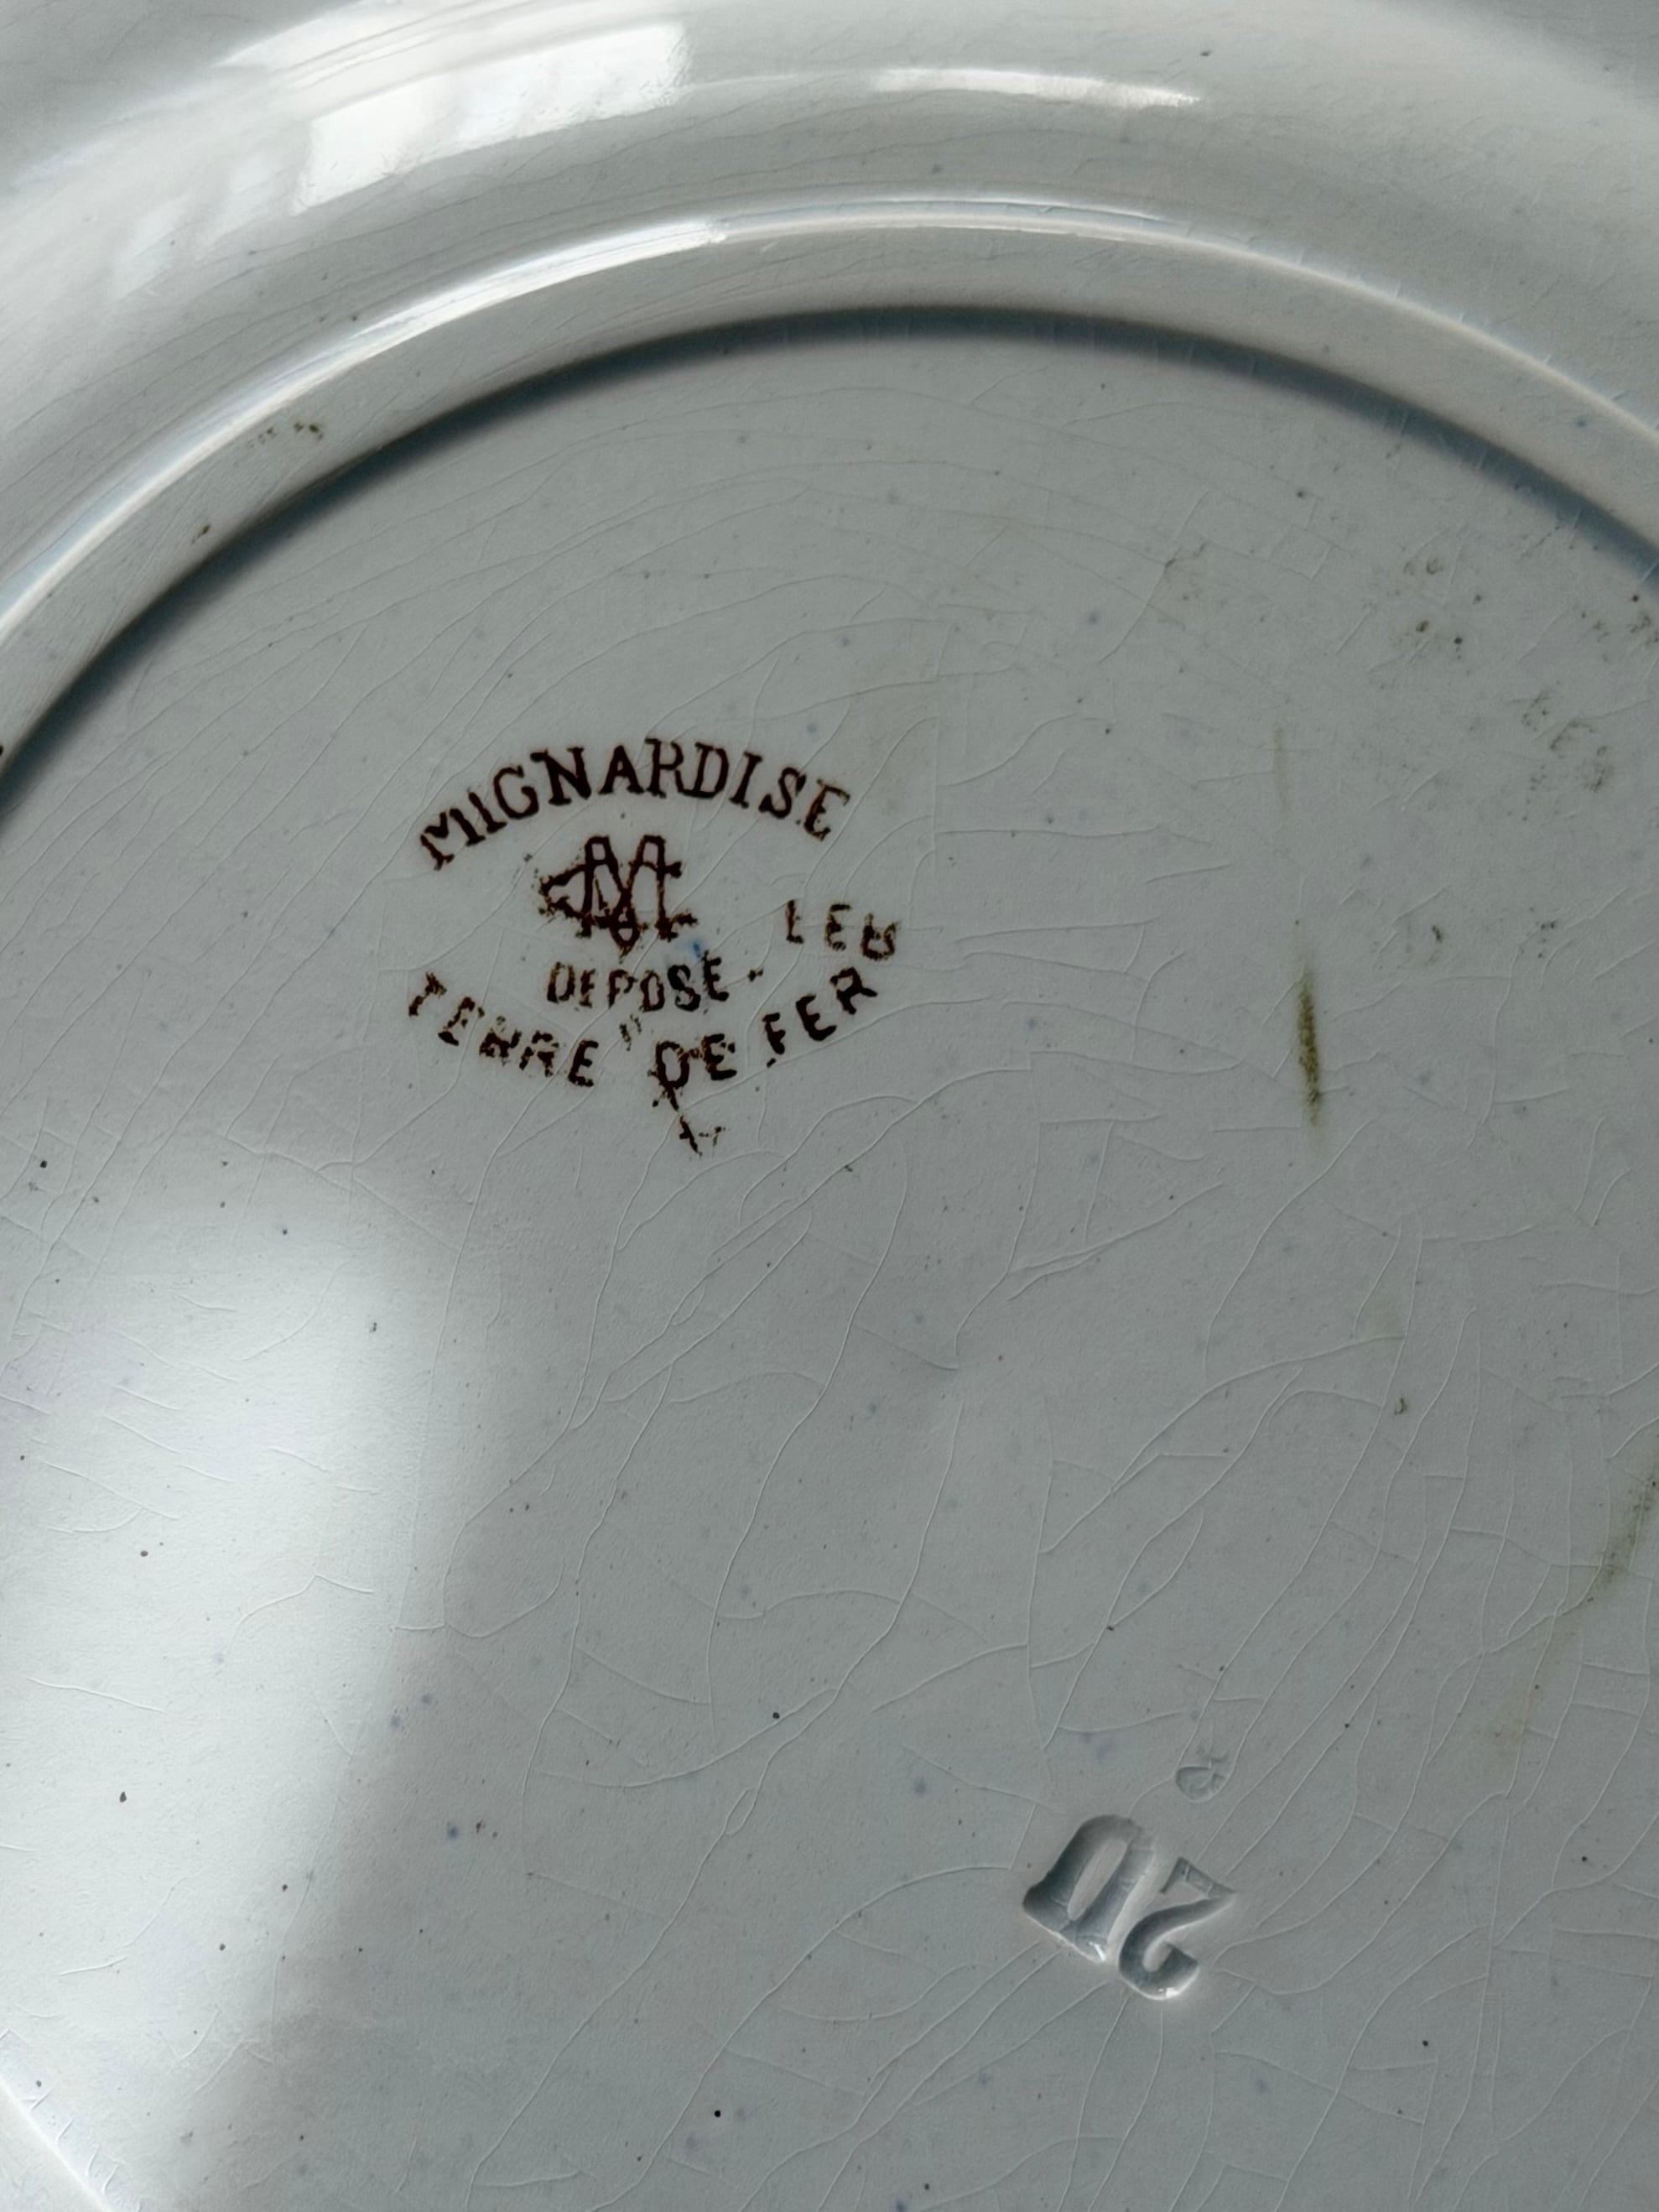 MIGNARDISE
DEPOSE.
TERRE DE FER
20